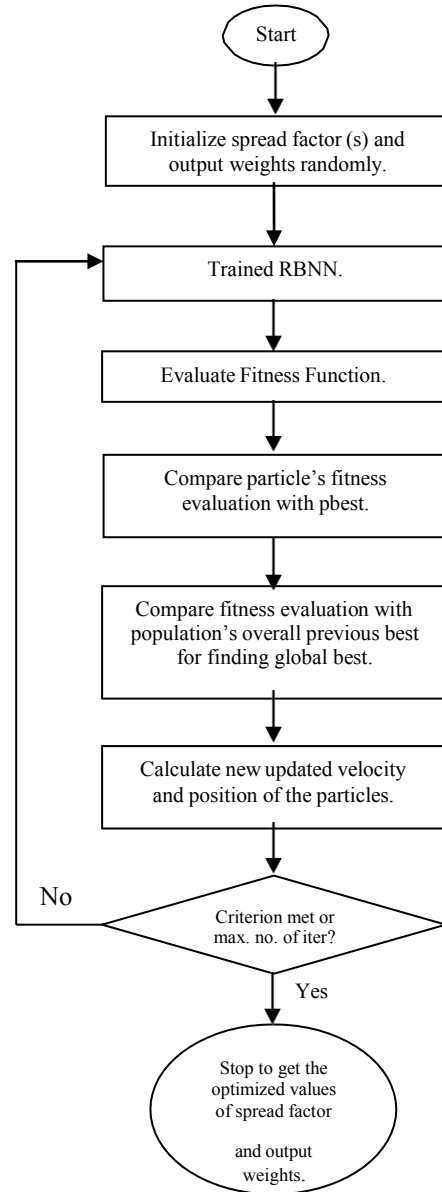 Start
Initialize spread factor (s) and
output weights randomly.
Trained RBNN.
Evaluate Fitness Function.
Compare particle’s fitness
evaluation with pbest.
Compare fitness evaluation with
population’s overall previous best
for finding global best.
Calculate new updated velocity
and position of the particles.
No
Criterion met or
max. no. of iter?
Yes
Stop to get the
optimized values
of spread factor
and output
weights.